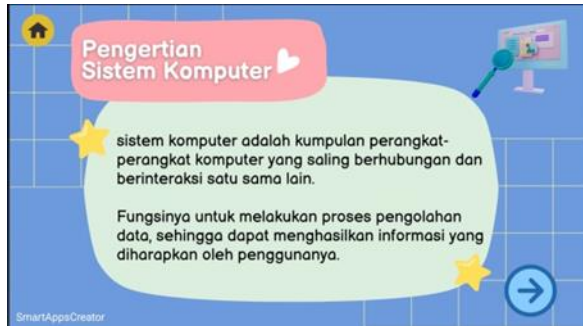 Pengertian
Sistem Komputer
sistem komputer adalah kumpulan perangkat-
perangkat komputer yang saling berhubungan dan
berinteraksi satu sama lain.
Fungsinya untuk melakukan proses pengolahan
data, sehingga dapat menghasilkan informasi yang
diharapkan oleh penggunanya.
SmartAppsCreator